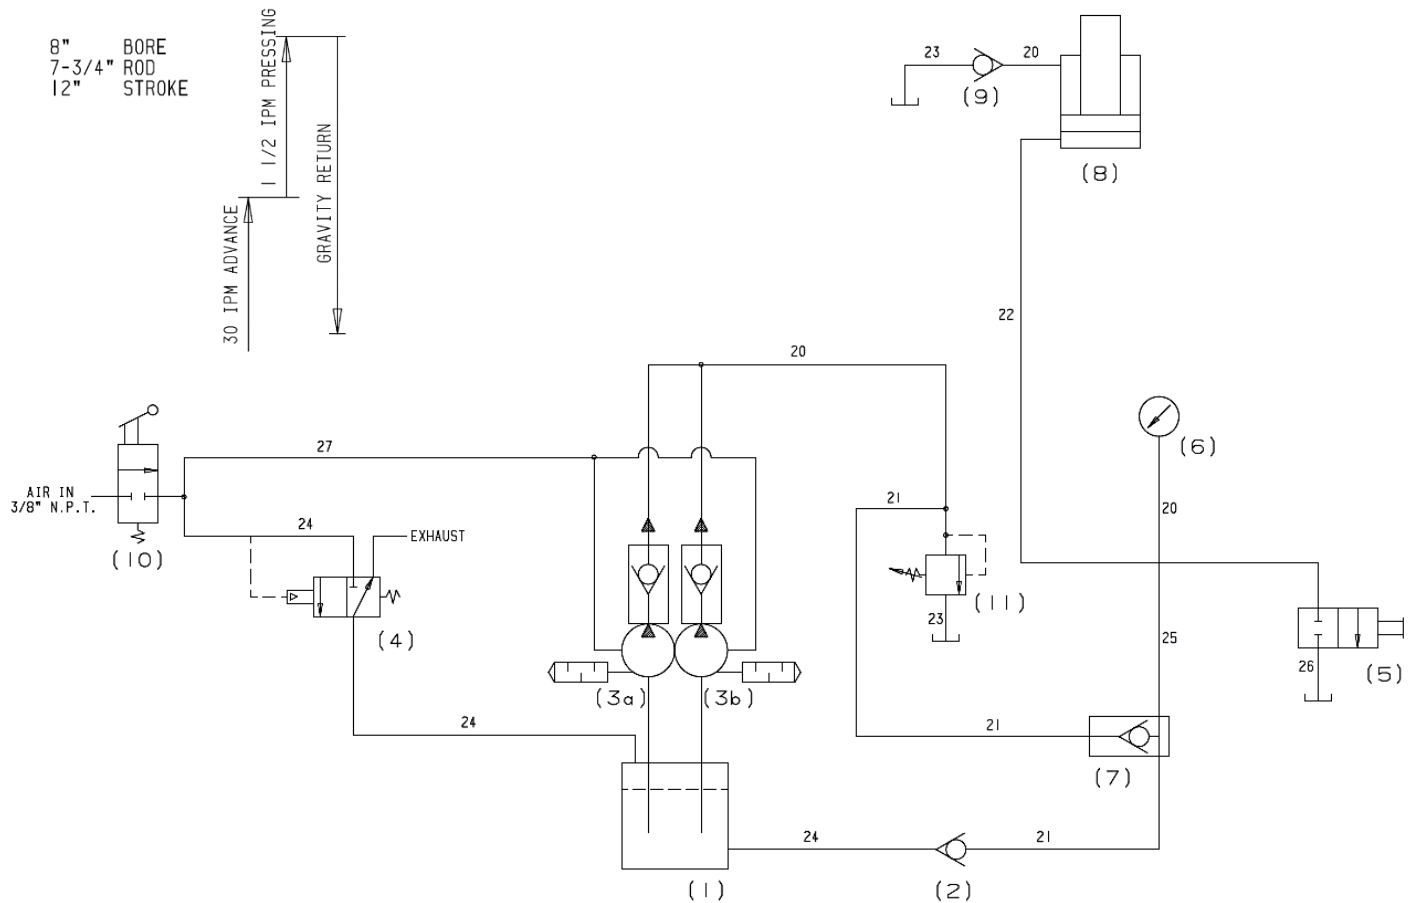 8" BORE
7-3/4" ROD
12" STROKE
30 IPM ADVANCE
1 1/2 IPM PRESSING
GRAVITY RETURN
23
20
(9)
(8)
22
20
27
(6)
AIR IN
3/8" N.P.T.
24
EXHAUST
21
20
(10)
(4)
(11)
23
25
26
(5)
(3a)
(3b)
24
21
(7)
24
21
(1)
(2)